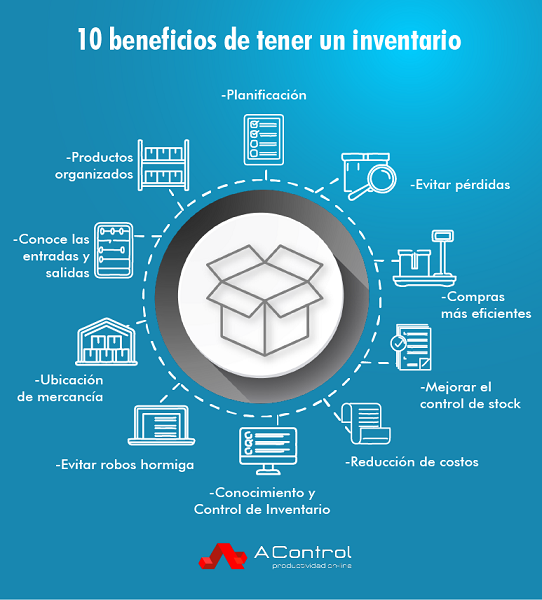 10 beneficios de tener un inventario
-Planificación
-Evitar pérdidas
-Compras
más eficientes
-Mejorar el
control de stock
-Reducción de costos
-Conocimiento y
Control de Inventario
-Evitar robos hormiga
-Ubicación
de mercancía
-Conoce las
entradas y
salidas
-Productos
organizados
AControl
productividad on-line